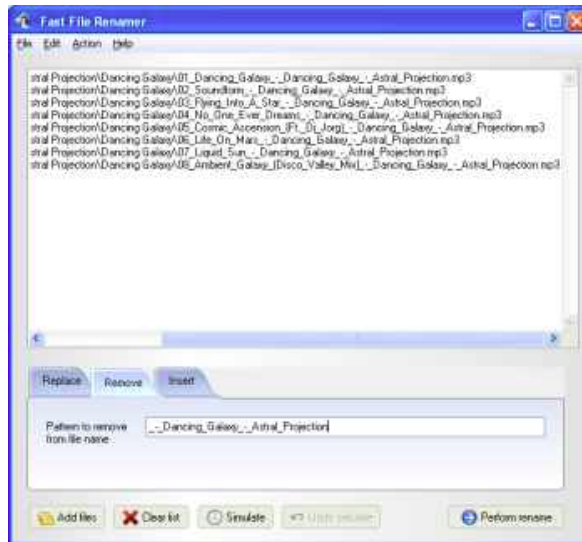 Fast File Renamer
File Edit Action Help
stral Projection\Dancing Galaxy\01_Dancing_Galaxy_-_Dancing_Galaxy_-_Astral_Projection.mp3
stral Projection\Dancing Galaxy\02_Soundform_-_Dancing_Galaxy_-_Astral_Projection.mp3
stral Projection\Dancing Galaxy\03_Flying_Into_A_Star_-_Dancing_Galaxy_-_Astral_Projection.mp3
stral Projection\Dancing Galaxy\04_No_One_Ever_Dreams_-_Dancing_Galaxy_-_Astral_Projection.mp3
stral Projection\Dancing Galaxy\05_Cosmic_Ascension_(Ft_Dj_Jorg)_-_Dancing_Galaxy_-_Astral_Projection.mp3
stral Projection\Dancing Galaxy\06_Life_On_Mars_-_Dancing_Galaxy_-_Astral_Projection.mp3
stral Projection\Dancing Galaxy\07_Liquid_Sun_-_Dancing_Galaxy_-_Astral_Projection.mp3
stral Projection\Dancing Galaxy\08_Ambient_Galaxy_(Disco_Valley_Mix)_-_Dancing_Galaxy_-_Astral_Projection.mp3
Replace Remove Insert
Pattern to remove
from file name
_-_Dancing_Galaxy_-_Astral_Projection
Add files Clear list Simulate Undo rename Perform rename